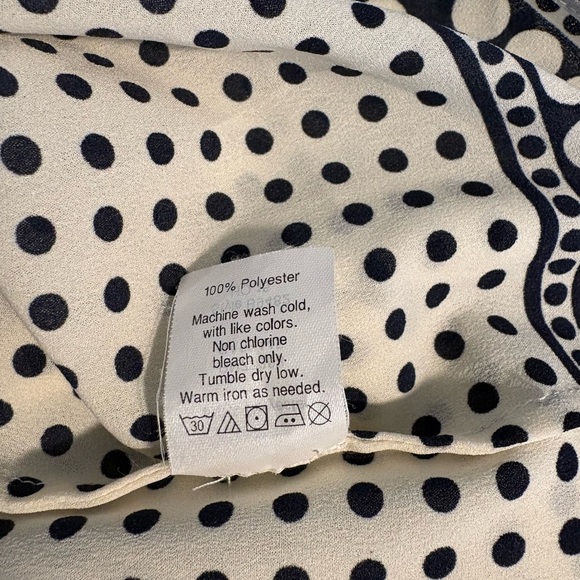 100% Polyester
Machine wash cold,
with like colors.
Non chlorine
bleach only.
Tumble dry low.
Warm iron as needed.
30